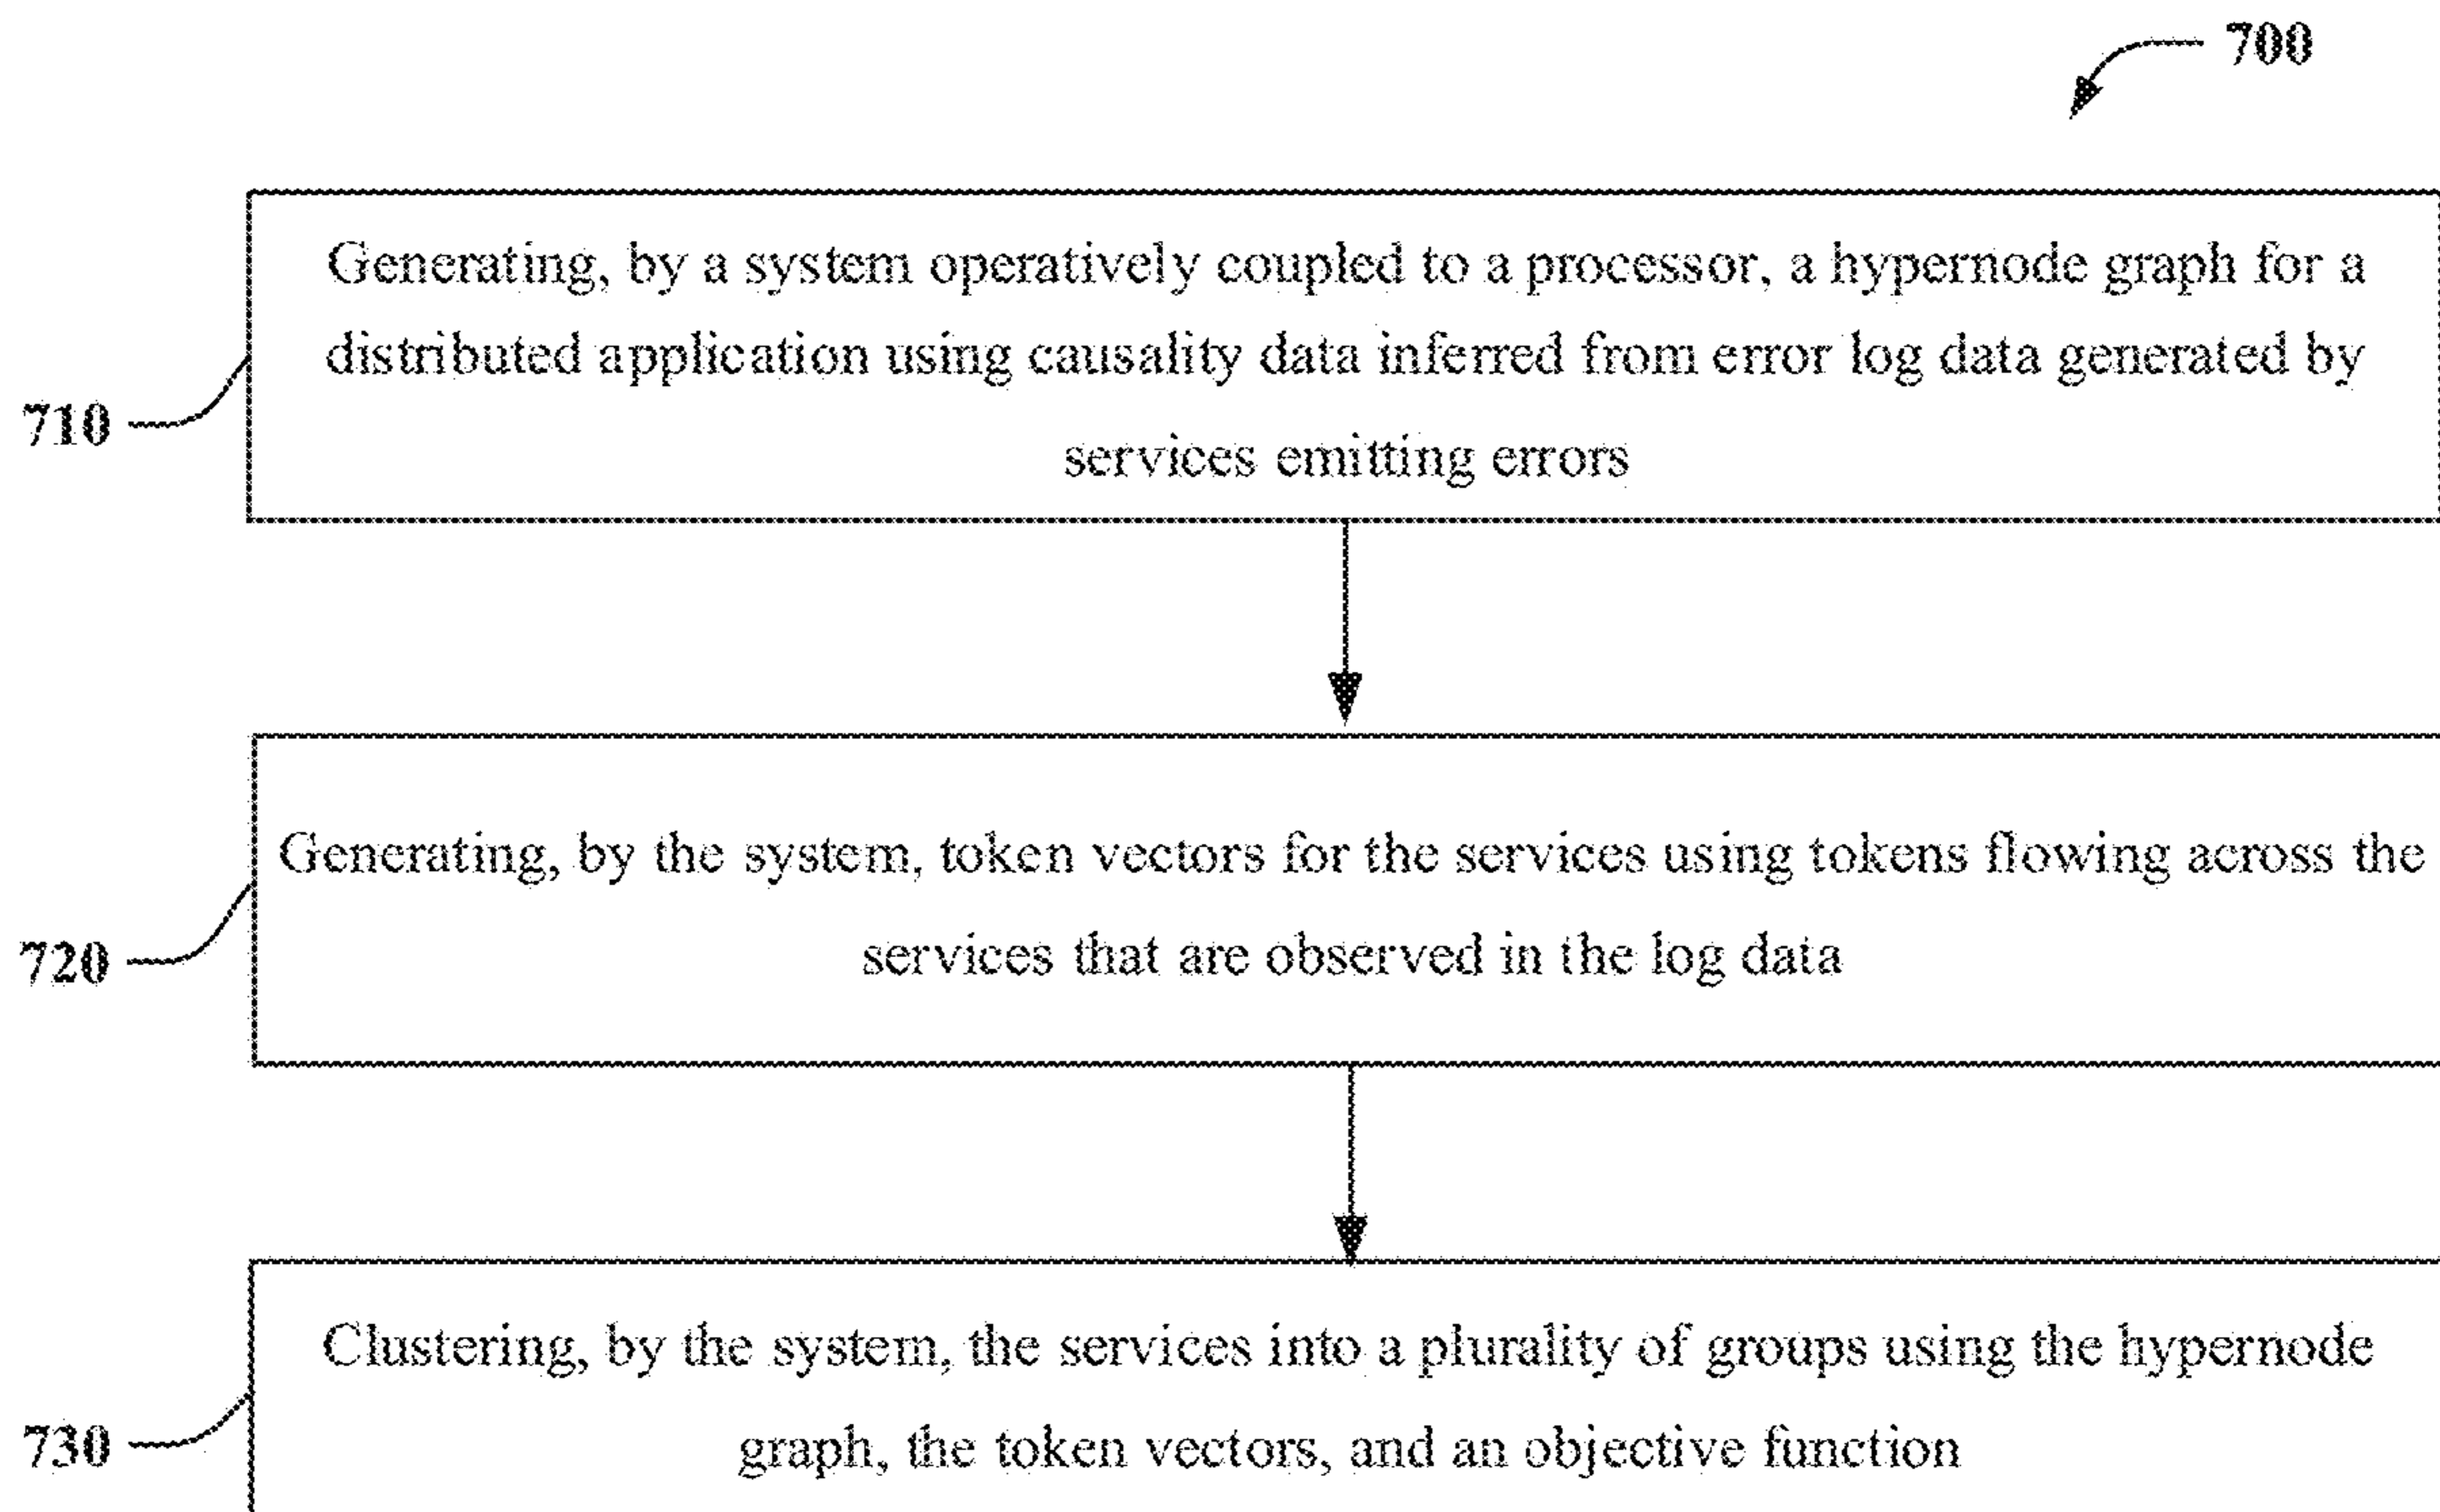 700
Generating, by a system operatively coupled to a processor, a hypernode graph for a
distributed application using causality data inferred from error log data generated by
services emitting errors
710
Generating, by the system, token vectors for the services using tokens flowing across the
services that are observed in the log data
720
Clustering, by the system, the services into a plurality of groups using the hypernode
graph, the token vectors, and an objective function
730